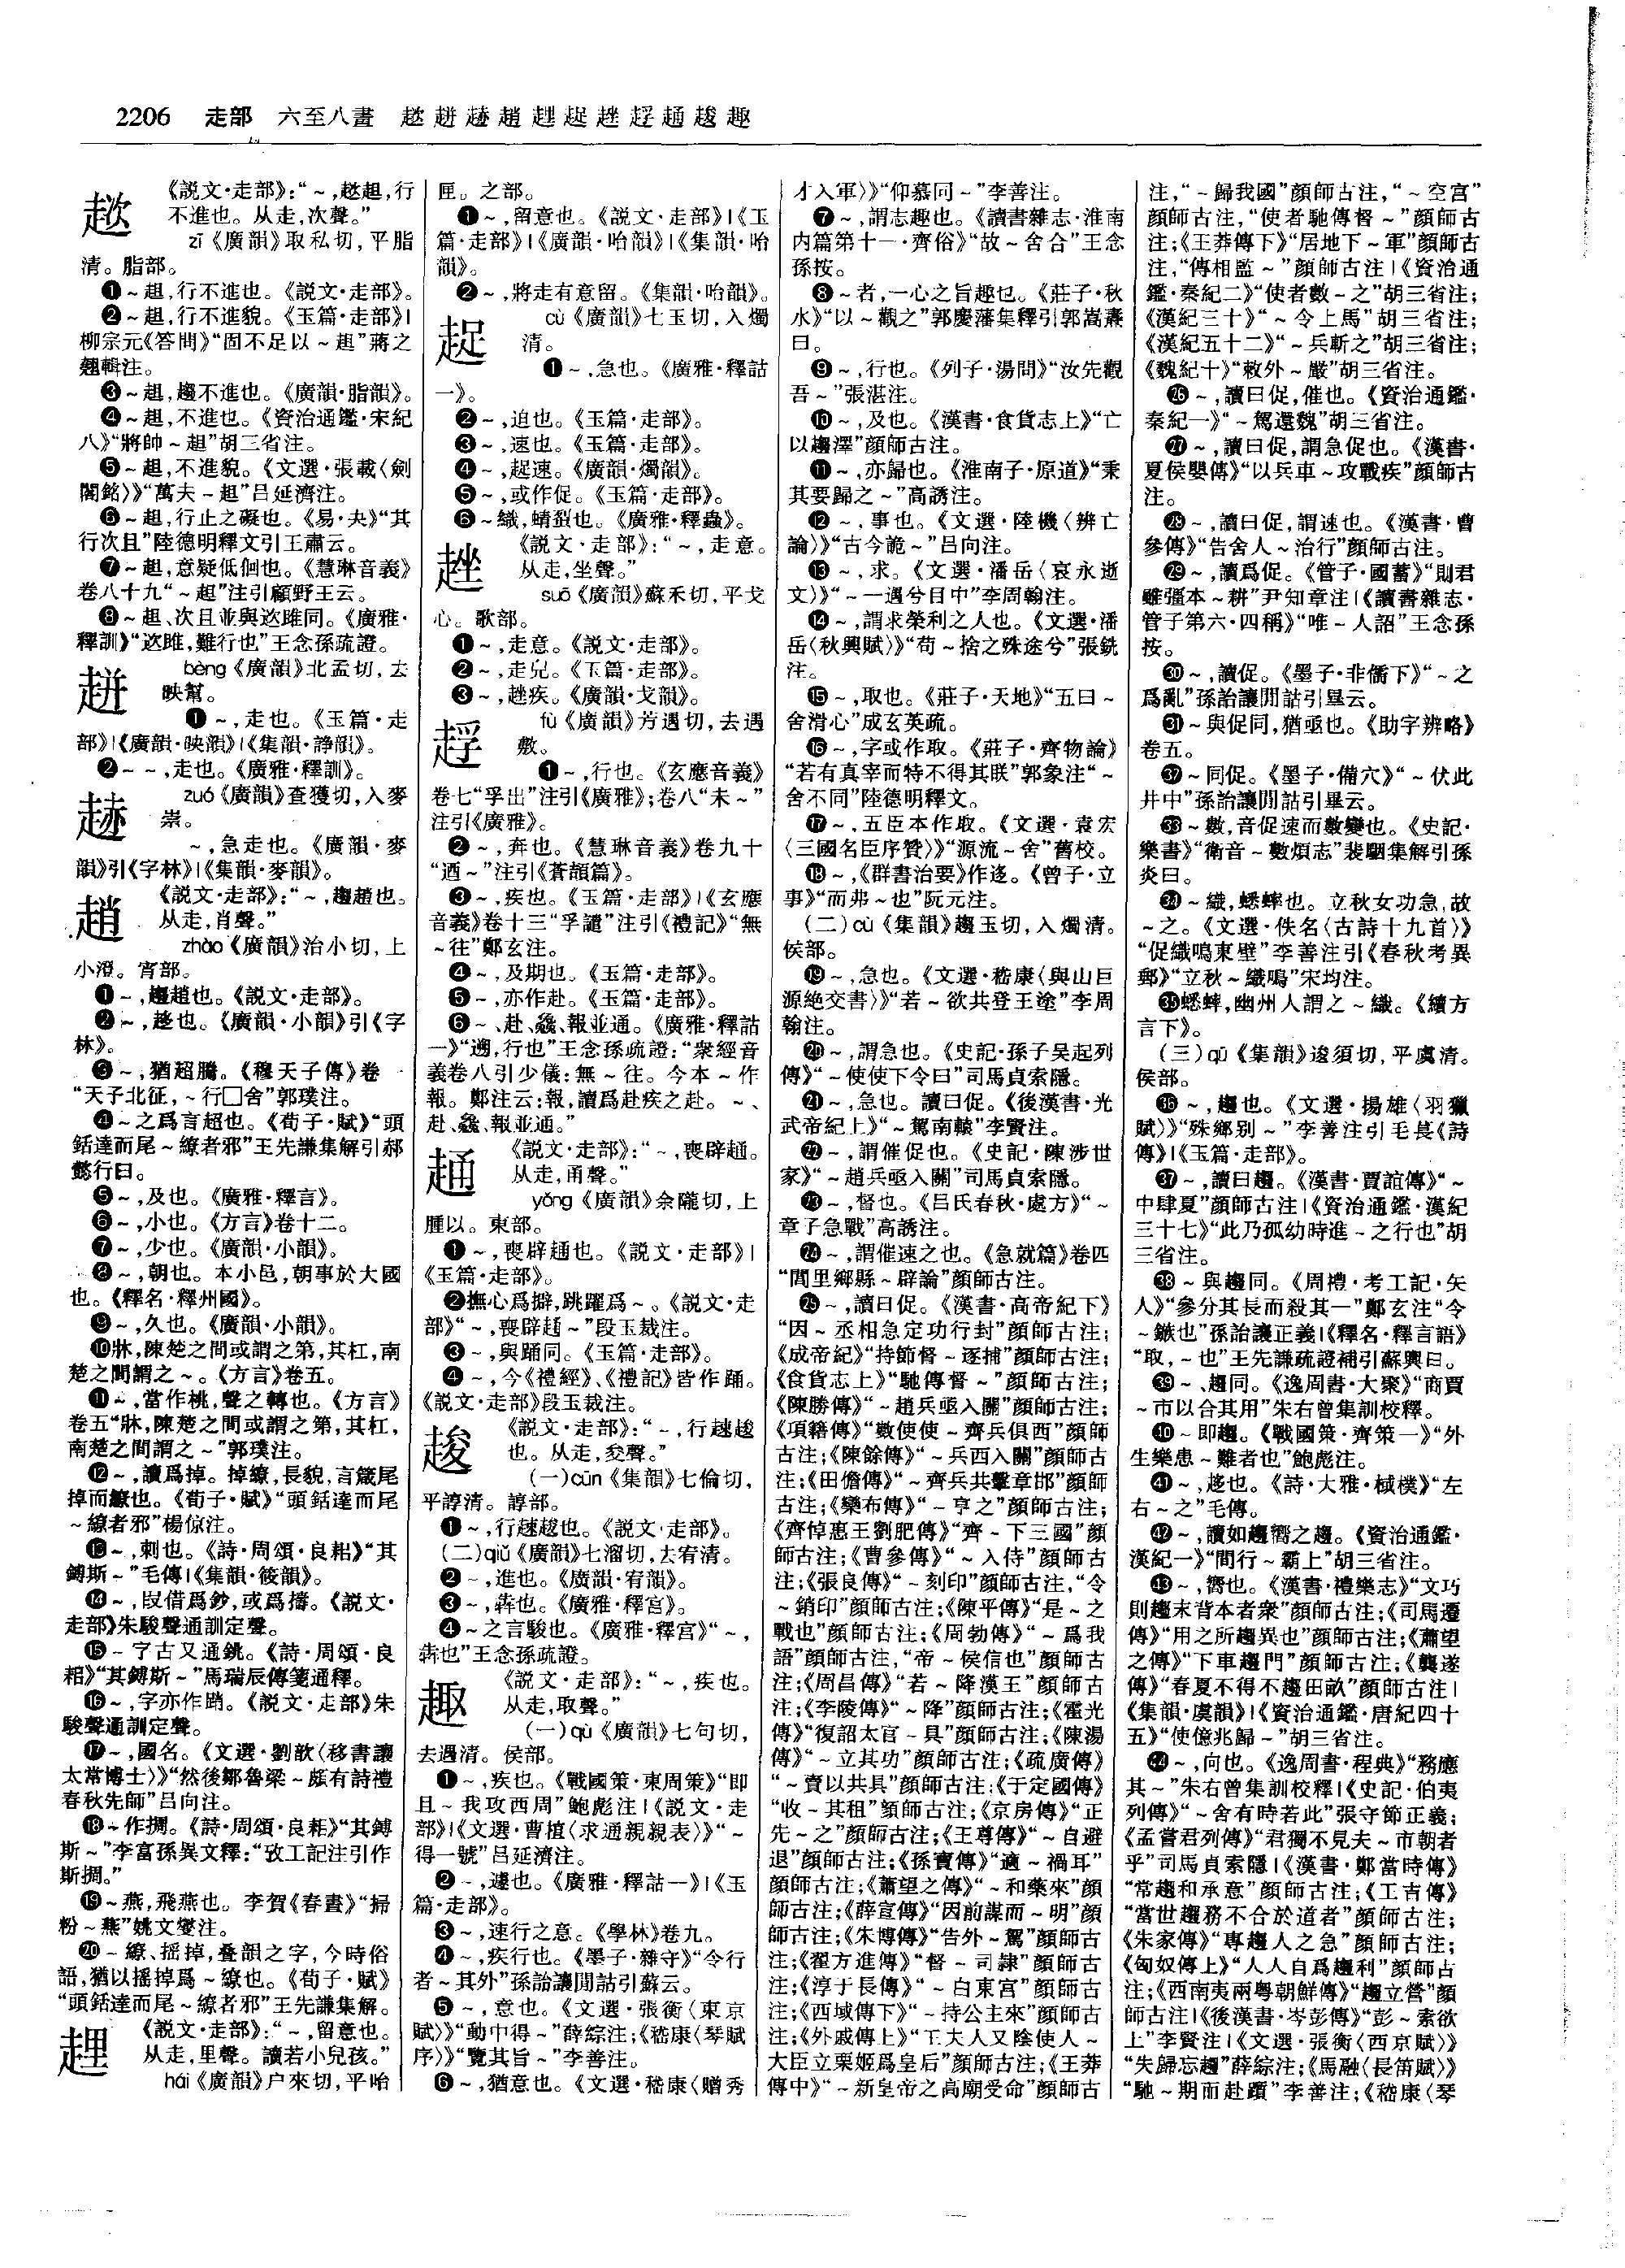 2206 走部 六至八畫 趑 趚 趙 趕 趗 趖 趣
趑
《説文·走部》:“～,趑趄,行
不進也。从走,次聲。”
zī《廣韻》取私切,平脂
清。脂部。
❶～趄,行不進也。《説文·走部》。
❷～趄,行不進貌。《玉篇·走部》|
柳宗元《答問》“固不足以～趄”蔣之
翹輯注。
❸～趄,趨不進也。《廣韻·脂韻》。
❹～趄,不進也。《資治通鑑·宋紀
八》“將帥～趄”胡三省注。
❺～趄,不進貌。《文選·張載〈劍
閣銘〉》“萬夫～趄”吕延濟注。
❻～趄,行止之礙也。《易·夬》“其
行次且”陸德明釋文引王肅云。
❼～趄,意疑低佪也。《慧琳音義》
卷八十九“～趄”注引顧野王云。
❽～趄、次且並與趑雎同。《廣雅·
釋訓》“趑雎,難行也”王念孫疏證。
bèng《廣韻》北孟切,去
映幫。
❶～,走也。《玉篇·走
部》|《廣韻·映韻》|《集韻·諍韻》。
❷～～,走也。《廣雅·釋訓》。
zuó《廣韻》查獲切,入麥
崇。
～,急走也。《廣韻·麥
韻》引《字林》|《集韻·麥韻》。
趙
《説文·走部》:“～,趨趙也。
从走,肖聲。”
zhào《廣韻》治小切,上
小澄。宵部。
❶～,趨趙也。《説文·走部》。
❷～,趍也。《廣韻·小韻》引《字
林》。
❸～,猶超騰。《穆天子傳》卷
“天子北征,～行□舍”郭璞注。
❹～之爲言超也。《荀子·賦》“頭
銛達而尾～繚者邪”王先謙集解引郝
懿行曰。
❺～,及也。《廣雅·釋言》。
❻～,小也。《方言》卷十二。
❼～,少也。《廣韻·小韻》。
❽～,朝也。本小邑,朝事於大國
也。《釋名·釋州國》。
❾～,久也。《廣韻·小韻》。
❿牀,陳楚之間或謂之第,其杠,南
楚之間謂之～。《方言》卷五。
⓫～,當作桃,聲之轉也。《方言》
卷五“牀,陳楚之間或謂之第,其杠,
南楚之間謂之～”郭璞注。
⓬～,讀爲掉。掉繚,長貌,言箴尾
掉而繚也。《荀子·賦》“頭銛達而尾
～繚者邪”楊倞注。
⓭～,刺也。《詩·周頌·良耜》“其
鎛斯～”毛傳|《集韻·筱韻》。
⓮～,叚借爲鈔,或爲擣。《説文·
走部》朱駿聲通訓定聲。
⓯～字古又通銚。《詩·周頌·良
耜》“其鎛斯～”馬瑞辰傳箋通釋。
⓰～,字亦作踃。《説文·走部》朱
駿聲通訓定聲。
⓱～,國名。《文選·劉歆〈移書讓
太常博士〉》“然後鄒魯梁～頗有詩禮
春秋先師”吕向注。
⓲～作搠。《詩·周頌·良耜》“其鎛
斯～”李富孫異文釋:“攷工記注引作
斯搠。”
⓳～燕,飛燕也。李賀《春晝》“掃
粉～燕”姚文燮注。
⓴～繚、摇掉,疊韻之字,今時俗
語,猶以摇掉爲～繚也。《荀子·賦》
“頭銛達而尾～繚者邪”王先謙集解。
《説文·走部》:“～,留意也。
从走,里聲。讀若小兒孩。”
hái《廣韻》户來切,平咍
匣。之部。
❶～,留意也。《説文·走部》|《玉
篇·走部》|《廣韻·咍韻》|《集韻·咍
韻》。
❷～,將走有意留。《集韻·咍韻》。
cù《廣韻》七玉切,入燭
清。
❶～,急也。《廣雅·釋詁
一》。
❷～,迫也。《玉篇·走部》。
❸～,速也。《玉篇·走部》。
❹～,起速。《廣韻·燭韻》。
❺～,或作促。《玉篇·走部》。
❻～織,蜻蛚也。《廣雅·釋蟲》。
趖
《説文·走部》:“～,走意。
从走,坐聲。”
suō《廣韻》蘇禾切,平戈
心。歌部。
❶～,走意。《説文·走部》。
❷～,走皃。《玉篇·走部》。
❸～,趖疾。《廣韻·戈韻》。
fù《廣韻》芳遇切,去遇
敷。
❶～,行也。《玄應音義》
卷七“孚出”注引《廣雅》;卷八“未～”
注引《廣雅》。
❷～,奔也。《慧琳音義》卷九十
“迺～”注引《蒼頡篇》。
❸～,疾也。《玉篇·走部》|《玄應
音義》卷十三“孚謯”注引《禮記》“無
～往”鄭玄注。
❹～,及期也。《玉篇·走部》。
❺～,亦作赴。《玉篇·走部》。
❻～、赴、鱻、報並通。《廣雅·釋詁
一》“䟔,行也”王念孫疏證:“衆經音
義卷八引少儀:無～往。今本～作
報。鄭注云:報,讀爲赴疾之赴。～、
赴、報並通。”
《説文·走部》:“～,喪辟踊。
从走,甬聲。”
yǒng《廣韻》余隴切,上
腫以。東部。
❶～,喪辟踊也。《説文·走部》|
《玉篇·走部》。
❷撫心爲擗,跳躍爲～。《説文·走
部》“～,喪辟～”段玉裁注。
❸～,與踊同。《玉篇·走部》。
❹～,今《禮經》、《禮記》皆作踊。
《説文·走部》段玉裁注。
《説文·走部》:“～,行趚趚
也。从走,夋聲。”
(一)cūn《集韻》七倫切,
平諄清。諄部。
❶～,行趚趚也。《説文·走部》。
(二)qiù《廣韻》七溜切,去宥清。
❷～,進也。《廣韻·宥韻》。
❸～,犇也。《廣雅·釋宫》。
❹～之言駿也。《廣雅·釋宫》“～,
犇也”王念孫疏證。
趣
《説文·走部》:“～,疾也。
从走,取聲。”
(一)qù《廣韻》七句切,
去遇清。侯部。
❶～,疾也。《戰國策·東周策》“即
且～我攻西周”鮑彪注|《説文·走
部》|《文選·曹植〈求通親親表〉》“～
得一號”吕延濟注。
❷～,遽也。《廣雅·釋詁一》|《玉
篇·走部》。
❸～,速行之意。《學林》卷九。
❹～,疾行也。《墨子·雜守》“令行
者～其外”孫詒讓閒詁引蘇云。
❺～,意也。《文選·張衡〈東京
賦〉》“動中得～”薛綜注;《嵇康〈琴賦
序〉》“覽其旨～”李善注。
❻～,猶意也。《文選·嵇康〈贈秀
才入軍〉》“仰慕同～”李善注。
❼～,謂志趣也。《讀書雜志·淮南
内篇第十一·齊俗》“故～舍合”王念
孫按。
❽～者,一心之旨趣也。《莊子·秋
水》“以～觀之”郭慶藩集釋引郭嵩燾
曰。
❾～,行也。《列子·湯問》“汝先觀
吾～”張湛注。
❿～,及也。《漢書·食貨志上》“亡
以趨澤”顔師古注。
⓫～,亦歸也。《淮南子·原道》“秉
其要歸之～”高誘注。
⓬～,事也。《文選·陸機〈辨亡
論〉》“古今詭～”吕向注。
⓭～,求。《文選·潘岳〈哀永逝
文〉》“～一遇兮目中”李周翰注。
⓮～,謂求榮利之人也。《文選·潘
岳〈秋興賦〉》“苟～捨之殊途兮”張銑
注。
⓯～,取也。《莊子·天地》“五曰～
舍滑心”成玄英疏。
⓰～,字或作取。《莊子·齊物論》
“若有真宰而特不得其眹”郭象注“～
舍不同”陸德明釋文。
⓱～,五臣本作取。《文選·袁宏
〈三國名臣序贊〉》“源流～舍”舊校。
⓲～,《群書治要》作迻。《曾子·立
事》“而弗～也”阮元注。
(二)cù《集韻》趨玉切,入燭清。
侯部。
⓳～,急也。《文選·嵇康〈與山巨
源絶交書〉》“若～欲共登王塗”李周
翰注。
⓴～,謂急也。《史記·孫子吴起列
傳》“～使使下令曰”司馬貞索隱。
㉑～,急也。讀曰促。《後漢書·光
武帝紀上》“～駕南轅”李賢注。
㉒～,謂催促也。《史記·陳涉世
家》“～趙兵亟入關”司馬貞索隱。
㉓～,督也。《吕氏春秋·處方》“～
章子急戰”高誘注。
㉔～,謂催速之也。《急就篇》卷四
“閭里鄉縣～辟論”顔師古注。
㉕～,讀曰促。《漢書·高帝紀下》
“因～丞相急定功行封”顔師古注;
《成帝紀》“持節督～逐捕”顔師古注;
《食貨志上》“馳傳督～”顔師古注;
《陳勝傳》“～趙兵亟入關”顔師古注;
《項籍傳》“數使使～齊兵俱西”顔師
古注;《陳餘傳》“～兵西入關”顔師古
注;《田儋傳》“～齊兵共擊章邯”顔師
古注;《欒布傳》“～亨之”顔師古注;
《齊悼惠王劉肥傳》“齊～下三國”顔
師古注;《曹參傳》“～入侍”顔師古
注;《張良傳》“～刻印”顔師古注,“令
～銷印”顔師古注;《陳平傳》“是～之
戰也”顔師古注;《周勃傳》“～爲我
語”顔師古注,“帝～侯信也”顔師古
注;《周昌傳》“若～降漢王”顔師古
注;《李陵傳》“～降”顔師古注;《霍光
傳》“復詔太官～具”顔師古注;《陳湯
傳》“～立其功”顔師古注;《疏廣傳》
“～賣以共具”顔師古注;《于定國傳》
“收～其租”顔師古注;《京房傳》“正
先～之”顔師古注;《王尊傳》“～自避
退”顔師古注;《孫寶傳》“適～禍耳”
顔師古注;《蕭望之傳》“～和藥來”顔
師古注;《薛宣傳》“因前謀而～明”顔
師古注;《朱博傳》“告外～駕”顔師古
注;《翟方進傳》“督～司隸”顔師古
注;《淳于長傳》“～白東宫”顔師古
注;《西域傳下》“～持公主來”顔師古
注;《外戚傳上》“王夫人又陰使人～
大臣立栗姬爲皇后”顔師古注;《王莽
傳中》“～新皇帝之高廟受命”顔師古
注,“～歸我國”顔師古注,“～空宫”
顔師古注,“使者馳傳督～”顔師古
注;《王莽傳下》“居地下～軍”顔師古
注,“傳相監～”顔師古注|《資治通
鑑·秦紀二》“使者數～之”胡三省注;
《漢紀三十》“～令上馬”胡三省注;
《漢紀五十二》“～兵斬之”胡三省注;
《魏紀十》“敕外～嚴”胡三省注。
㉖～,讀曰促,催也。《資治通鑑·
秦紀一》“～駕還魏”胡三省注。
㉗～,讀曰促,謂急促也。《漢書·
夏侯嬰傳》“以兵車～攻戰疾”顔師古
注。
㉘～,讀曰促,謂速也。《漢書·曹
參傳》“告舍人～治行”顔師古注。
㉙～,讀爲促。《管子·國蓄》“則君
雖彊本～耕”尹知章注|《讀書雜志·
管子第六·四稱》“唯～人詔”王念孫
按。
㉚～,讀促。《墨子·非儒下》“～之
爲亂”孫詒讓閒詁引畢云。
㉛～與促同,猶亟也。《助字辨略》
卷五。
㉜～同促。《墨子·備穴》“～伏此
井中”孫詒讓閒詁引畢云。
㉝～數,音促速而數變也。《史記·
樂書》“衛音～數煩志”裴駰集解引孫
炎曰。
㉞～織,蟋蟀也。立秋女功急,故
～之。《文選·佚名〈古詩十九首〉》
“促織鳴東壁”李善注引《春秋考異
郵》“立秋～織鳴”宋均注。
㉟蟋蟀,幽州人謂之～織。《續方
言下》。
(三)qū《集韻》逡須切,平虞清。
侯部。
㊱～,趨也。《文選·揚雄〈羽獵
賦〉》“殊鄉别～”李善注引毛萇《詩
傳》|《玉篇·走部》。
㊲～,讀曰趨。《漢書·賈誼傳》“～
中肆夏”顔師古注|《資治通鑑·漢紀
三十七》“此乃孤幼時進～之行也”胡
三省注。
㊳～與趨同。《周禮·考工記·矢
人》“參分其長而殺其一”鄭玄注“令
～鏃也”孫詒讓正義|《釋名·釋言語》
“取,～也”王先謙疏證補引蘇輿曰。
㊴～、趨同。《逸周書·大聚》“商賈
～市以合其用”朱右曾集訓校釋。
㊵～即趨。《戰國策·齊策一》“外
生樂患～難者也”鮑彪注。
㊶～,趍也。《詩·大雅·棫樸》“左
右～之”毛傳。
㊷～,讀如趨嚮之趨。《資治通鑑·
漢紀一》“間行～霸上”胡三省注。
㊸～,嚮也。《漢書·禮樂志》“文巧
則趨末背本者衆”顔師古注;《司馬遷
傳》“用之所趨異也”顔師古注;《蕭望
之傳》“下車趨門”顔師古注;《龔遂
傳》“春夏不得不趨田畝”顔師古注|
《集韻·虞韻》|《資治通鑑·唐紀四十
五》“使億兆歸～”胡三省注。
㊹～,向也。《逸周書·程典》“務應
其～”朱右曾集訓校釋|《史記·伯夷
列傳》“～舍有時若此”張守節正義;
《孟嘗君列傳》“君獨不見夫～市朝者
乎”司馬貞索隱|《漢書·鄭當時傳》
“常趨和承意”顔師古注;《王吉傳》
“當世趨務不合於道者”顔師古注;
《朱家傳》“專趨人之急”顔師古注;
《匈奴傳上》“人人自爲趨利”顔師古
注;《西南夷兩粤朝鮮傳》“趨立營”顔
師古注|《後漢書·岑彭傳》“彭～索欲
上”李賢注|《文選·張衡〈西京賦〉》
“失歸忘趨”薛綜注;《馬融〈長笛賦〉》
“馳～期而赴躓”李善注;《嵇康〈琴